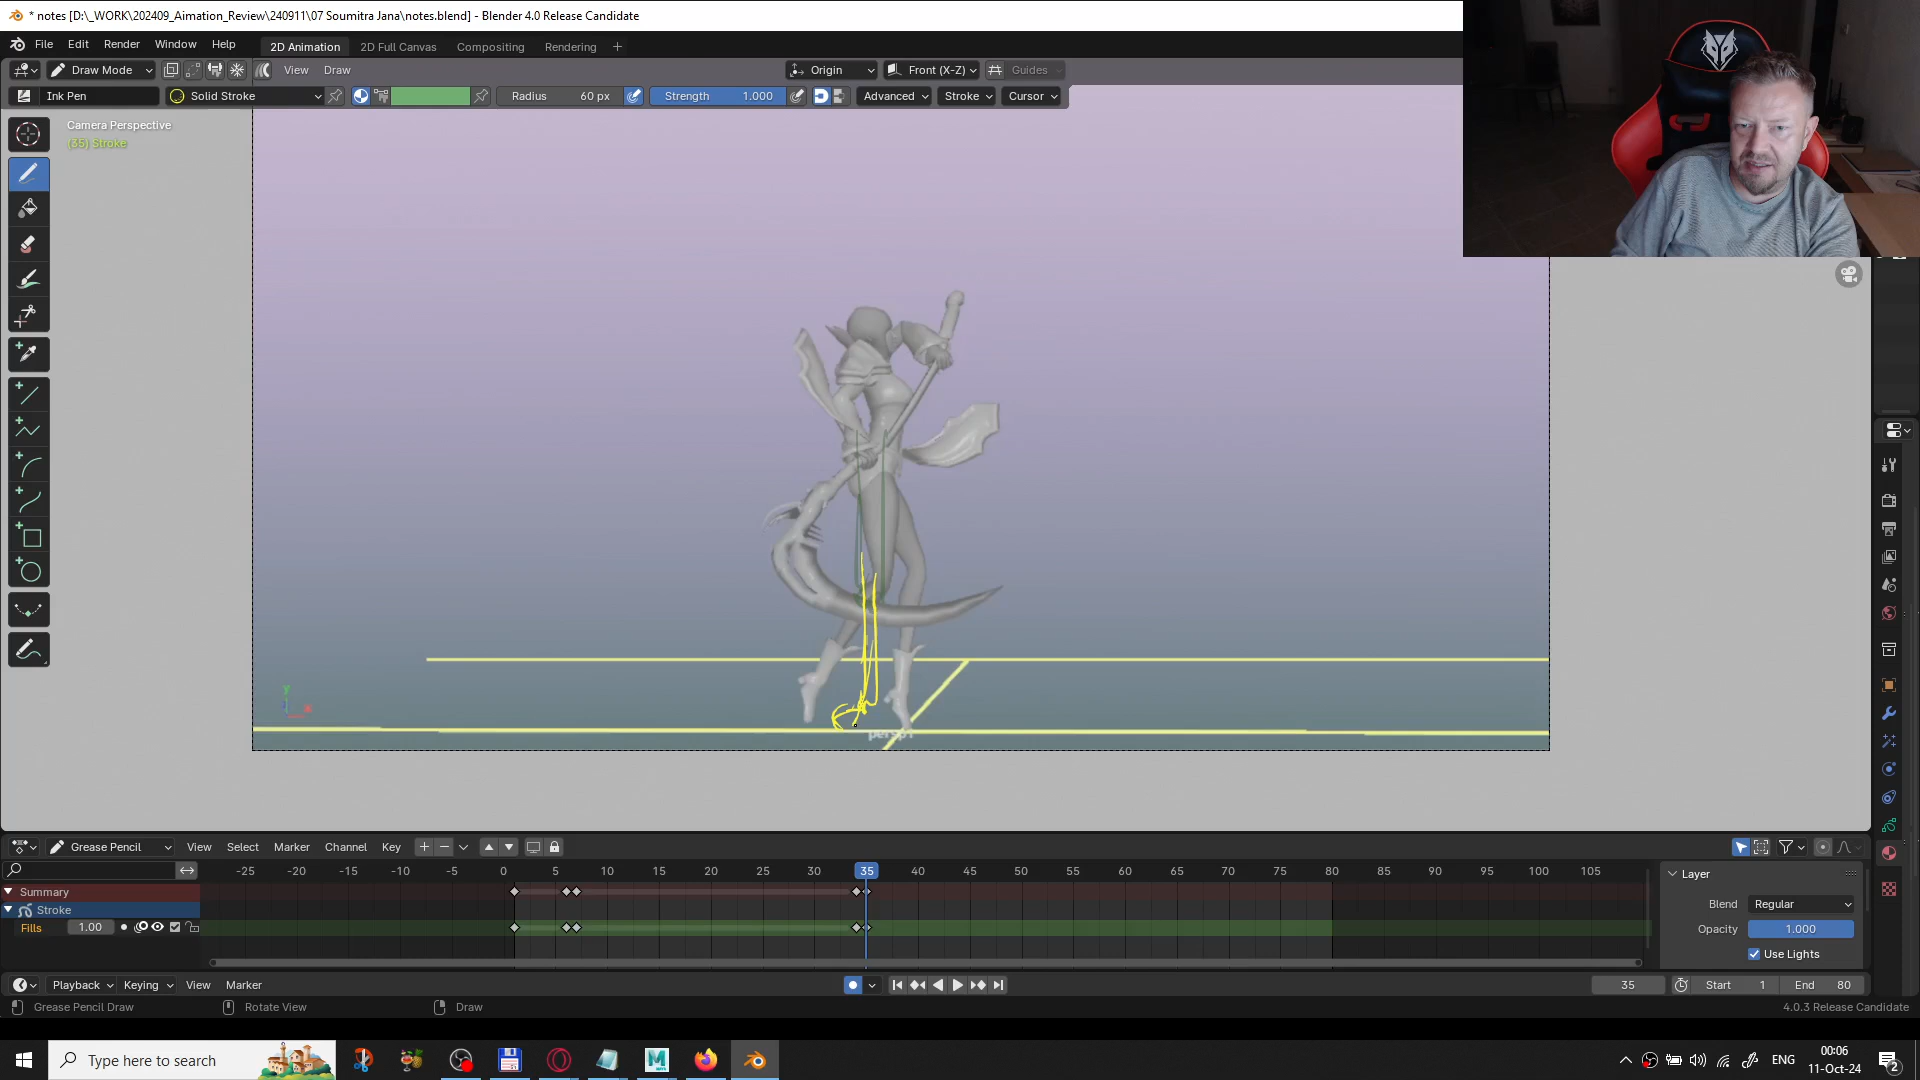 * notes [D:\_WORK\202409_Aimation_Review\240911\07 Soumitra Jana\notes.blend] - Blender 4.0 Release Candidate
File Edit Render Window Help 2D Animation 2D Full Canvas Compositing Rendering +
Draw Mode View Draw Origin Front (X-Z) Guides
Ink Pen Solid Stroke Radius 60 px Strength 1.000 Advanced Stroke Cursor
Camera Perspective
(35) Stroke
persp1
Grease Pencil View Select Marker Channel Key
-25 -20 -15 -10 -5 0 5 10 15 20 25 30 35 40 45 50 55 60 65 70 75 80 85 90 95 100 105
Layer
Summary
Blend Regular
Stroke
Fills 1.00
Opacity 1.000
Use Lights
Playback Keying View Marker 35 Start 1 End 80
Grease Pencil Draw Rotate View Draw 4.0.3 Release Candidate
Type here to search
ENG
00:06
11-Oct-24
2